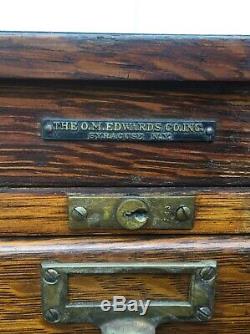 THE O.M. EDWARDS CO. INC.
SYRACUSE N.Y.